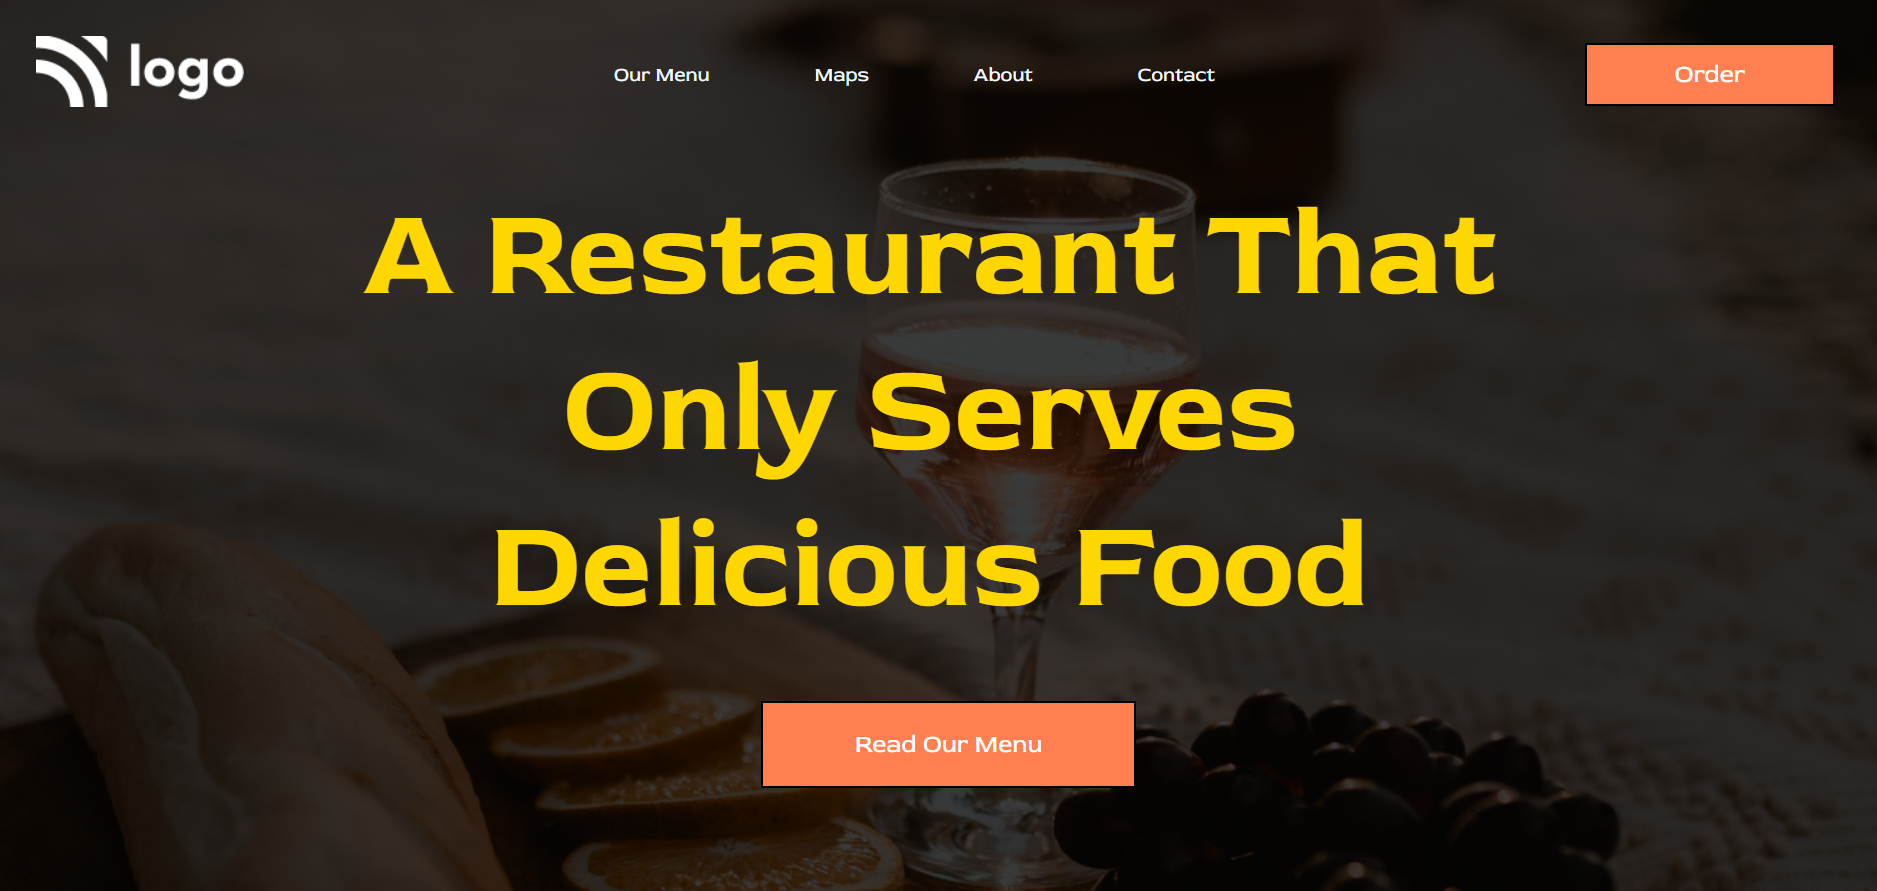 logo
Our Menu
Maps
About
Contact
Order
A Restaurant That
Only Serves
Delicious Food
Read Our Menu